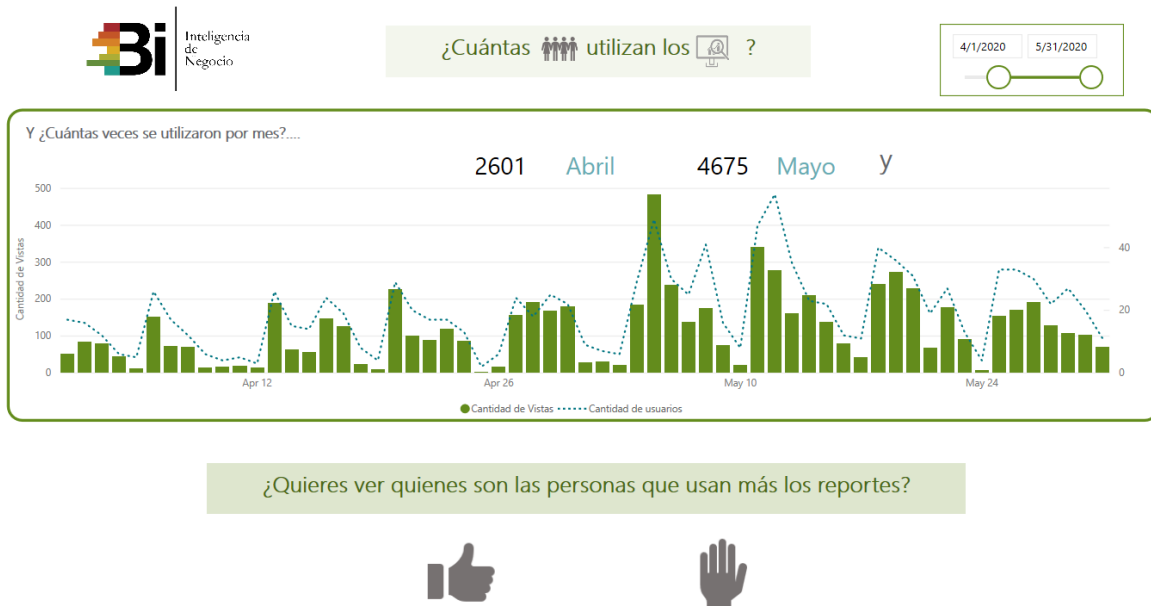 Bi
Inteligencia
de
Negocio
¿Cuántas utilizan los ?
4/1/2020 5/31/2020
Y ¿Cuántas veces se utilizaron por mes?....
2601 Abril 4675 Mayo y
Cantidad de Vistas
500
400
300
200
100
0
40
20
0
Apr 12 Apr 26 May 10 May 24
Cantidad de Vistas Cantidad de usuarios
¿Quieres ver quienes son las personas que usan más los reportes?